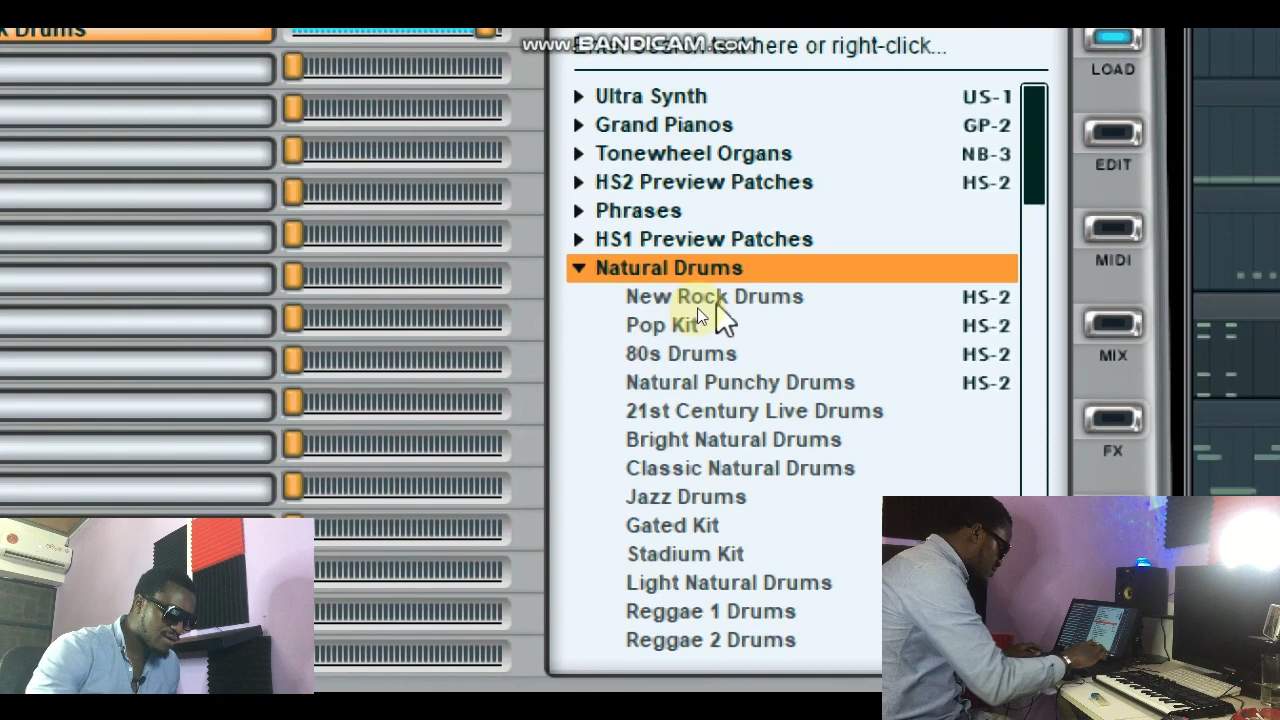 k Drums
www.BANDICAM.com
here or right-click...
LOAD
Ultra Synth US-1
Grand Pianos GP-2
Tonewheel Organs NB-3
EDIT
HS2 Preview Patches HS-2
Phrases
HS1 Preview Patches
MIDI
Natural Drums
New Rock Drums HS-2
Pop Kit HS-2
80s Drums HS-2
MIX
Natural Punchy Drums HS-2
21st Century Live Drums
Bright Natural Drums
FX
Classic Natural Drums
Jazz Drums
Gated Kit
Stadium Kit
Light Natural Drums
Reggae 1 Drums
Reggae 2 Drums